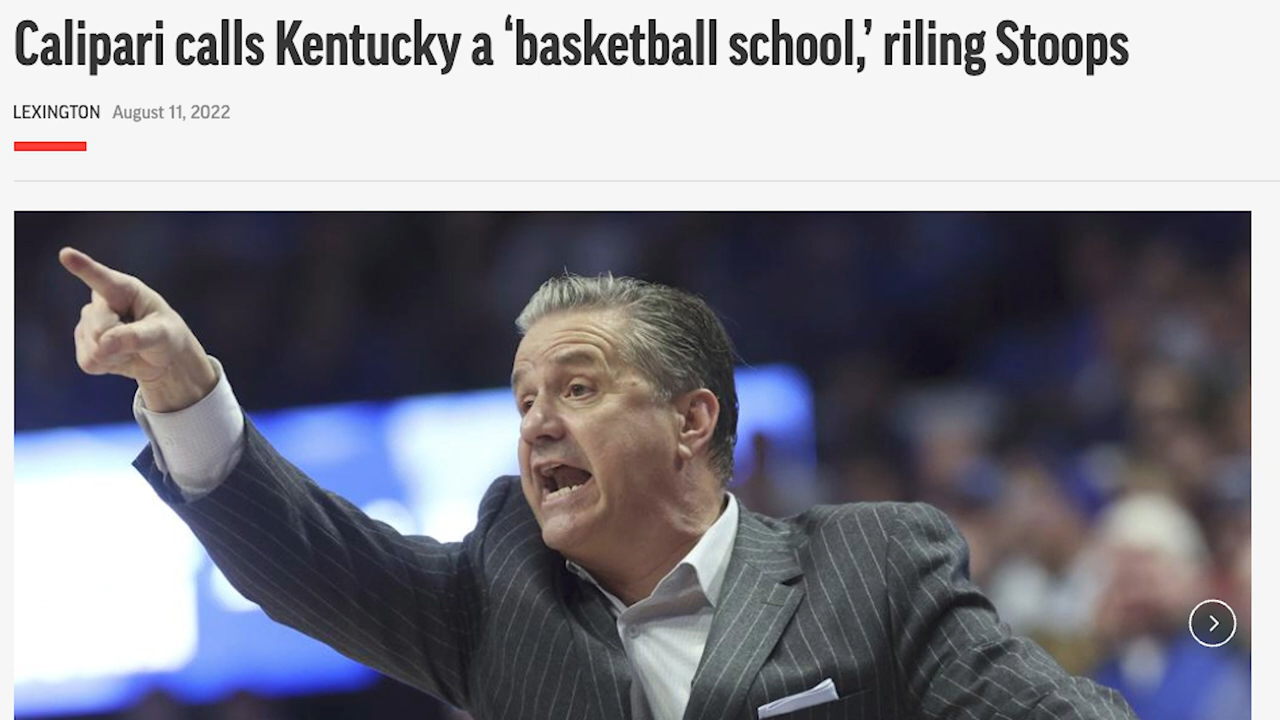 Calipari calls Kentucky a ‘basketball school,’ riling Stoops
LEXINGTON August 11, 2022